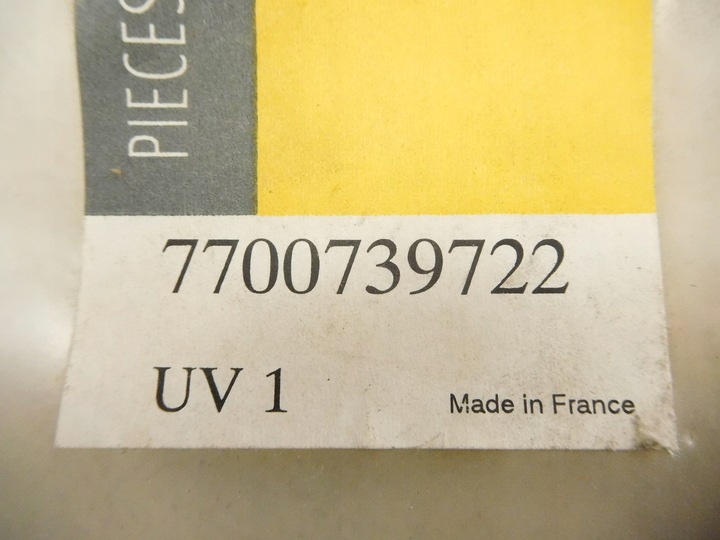 PIECES
7700739722
UV 1
Made in France